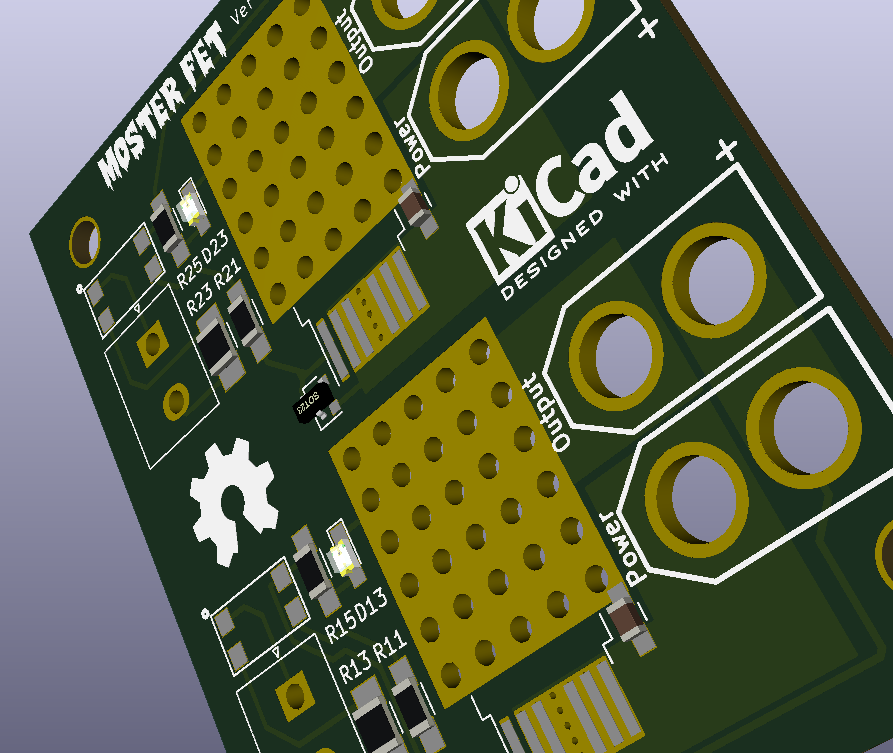 MOSTER FET
Ver
Output
Power
+
KiCad
DESIGNED WITH
+
R25 D23
R23 R21
SOT23
Output
Power
R15 D13
R13 R11